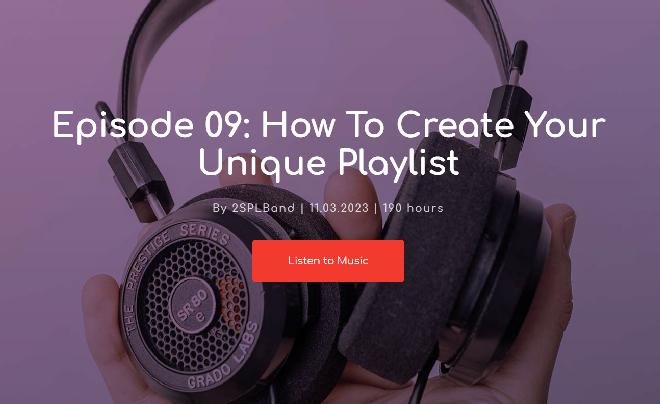 Episode 09: How To Create Your
Unique Playlist
By 2SPLBand | 11.03.2023 | 190 hours
Listen to Music
THE PRESTIGE SERIES
SR80
e
GRADO LABS